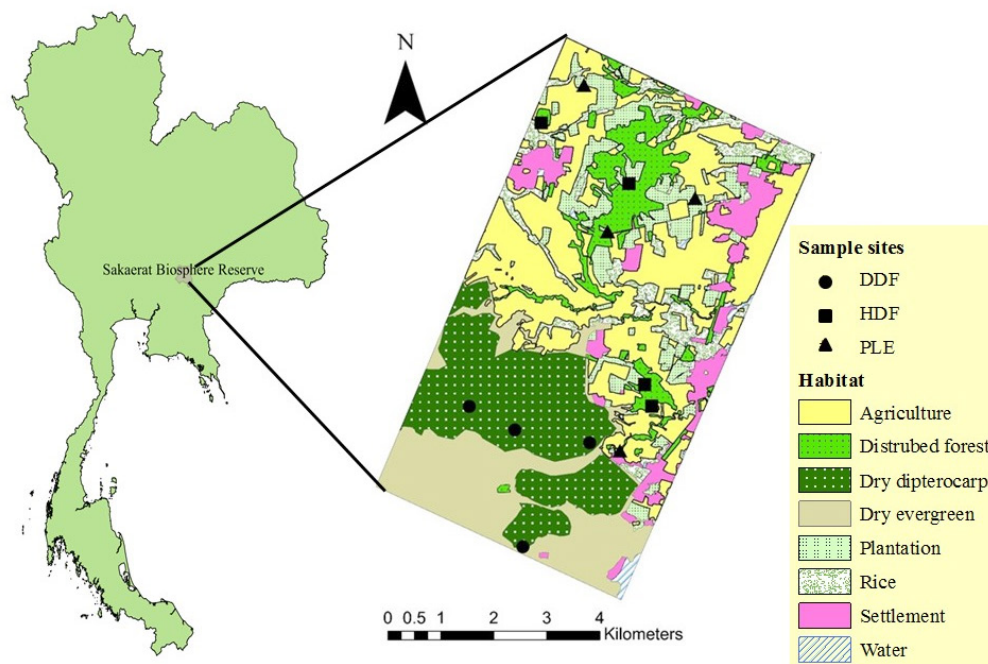 N
Sakaerat Biosphere Reserve
Sample sites
DDF
HDF
PLE
Habitat
Agriculture
Distrubed forest
Dry dipterocarp
Dry evergreen
Plantation
Rice
Settlement
Water
0 0.5 1 2 3 4
Kilometers